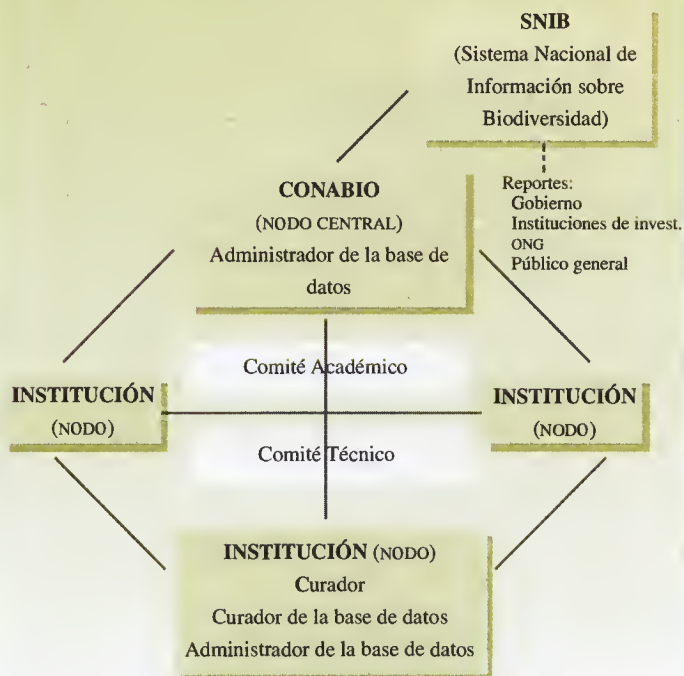 SNIB
(Sistema Nacional de
Información sobre
Biodiversidad)
Reportes:
Gobierno
Instituciones de invest.
ONG
Público general
CONABIO
(NODO CENTRAL)
Administrador de la base de
datos
Comité Académico
INSTITUCIÓN
(NODO)
INSTITUCIÓN
(NODO)
Comité Técnico
INSTITUCIÓN (NODO)
Curador
Curador de la base de datos
Administrador de la base de datos